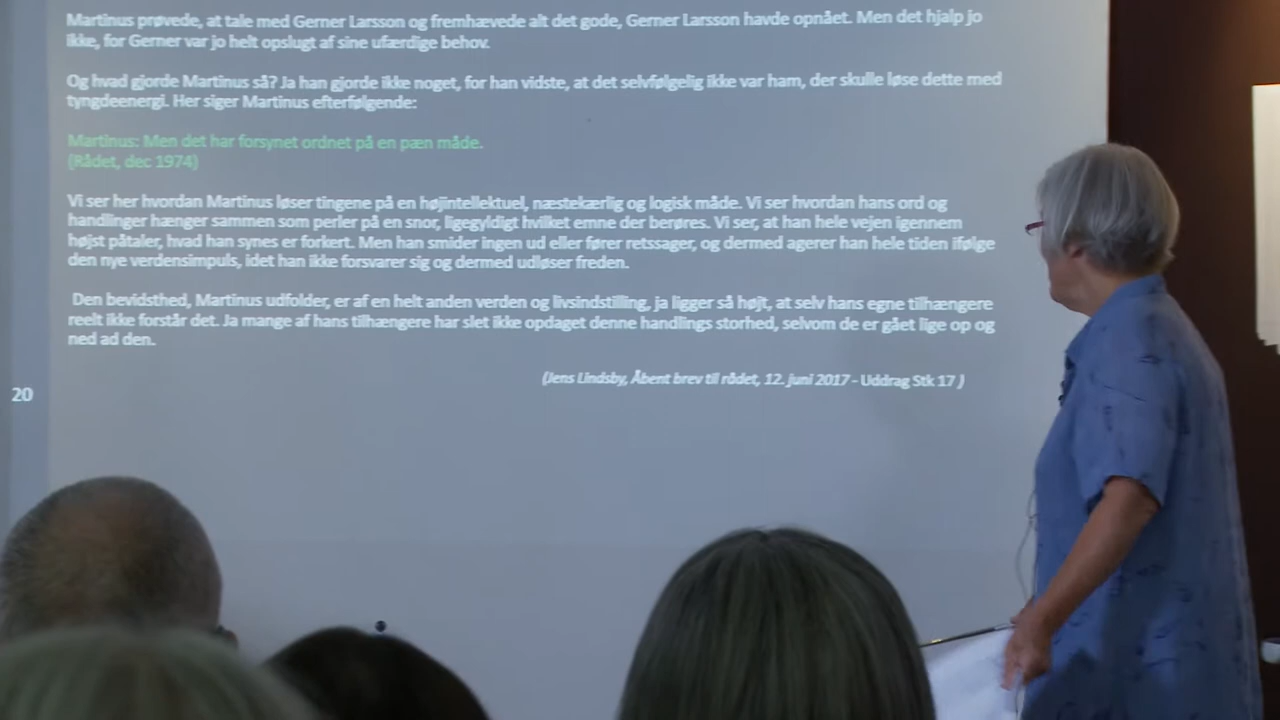 Martinus prøvede, at tale med Gerner Larsson og fremhævede alt det gode, Gerner Larsson havde opnået. Men det hjalp jo
ikke, for Gerner var jo helt opslugt af sine ufærdige behov.
Og hvad gjorde Martinus så? Ja han gjorde ikke noget, for han vidste, at det selvfølgelig ikke var ham, der skulle løse dette med
tyngdeenergi. Her siger Martinus efterfølgende:
Martinus: Men det har forsynet ordnet på en pæn måde.
(Rådet, dec 1974)
Vi ser her hvordan Martinus løser tingene på en højintellektuel, næstekærlig og logisk måde. Vi ser hvordan hans ord og
handlinger hænger sammen som perler på en snor, ligegyldigt hvilket emne der berøres. Vi ser, at han hele vejen igennem
højst påtaler, hvad han synes er forkert. Men han smider ingen ud eller fører retssager, og dermed agerer han hele tiden ifølge
den nye verdensimpuls, idet han ikke forsvarer sig og dermed udløser freden.
Den bevidsthed, Martinus udfolder, er af en helt anden verden og livsindstilling, ja ligger så højt, at selv hans egne tilhængere
reelt ikke forstår det. Ja mange af hans tilhængere har slet ikke opdaget denne handlings storhed, selvom de er gået lige op og
ned ad den.
(Jens Lindsby, Åbent brev til rådet, 12. juni 2017 - Uddrag Stk 17 )
20